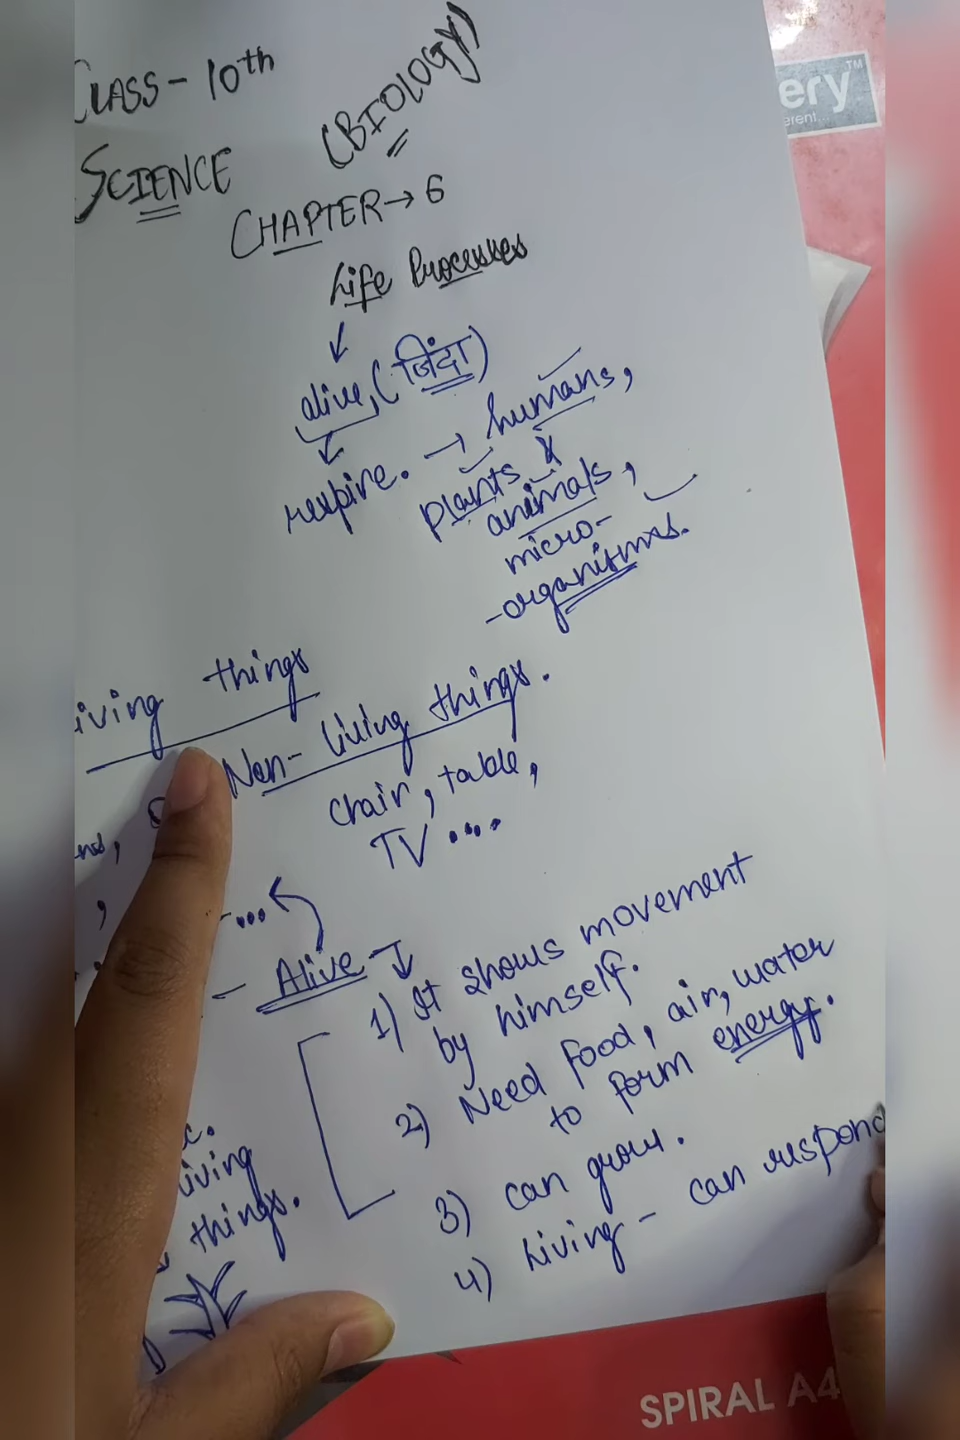 CLASS - 10th
SCIENCE (BIOLOGY)
CHAPTER → 6
Life Processes
alive, (जिंदा)
respire. → humans,
plants &
animals,
micro-
-organisms.
iving things
Non-living things.
chair, table,
TV ....
-...
- Alive
1) It shows movement
by himself.
2) Need food, air, water
to form energy.
3) can grow.
4) Living - can respond
iving
things.
ery™
erent...
SPIRAL A4